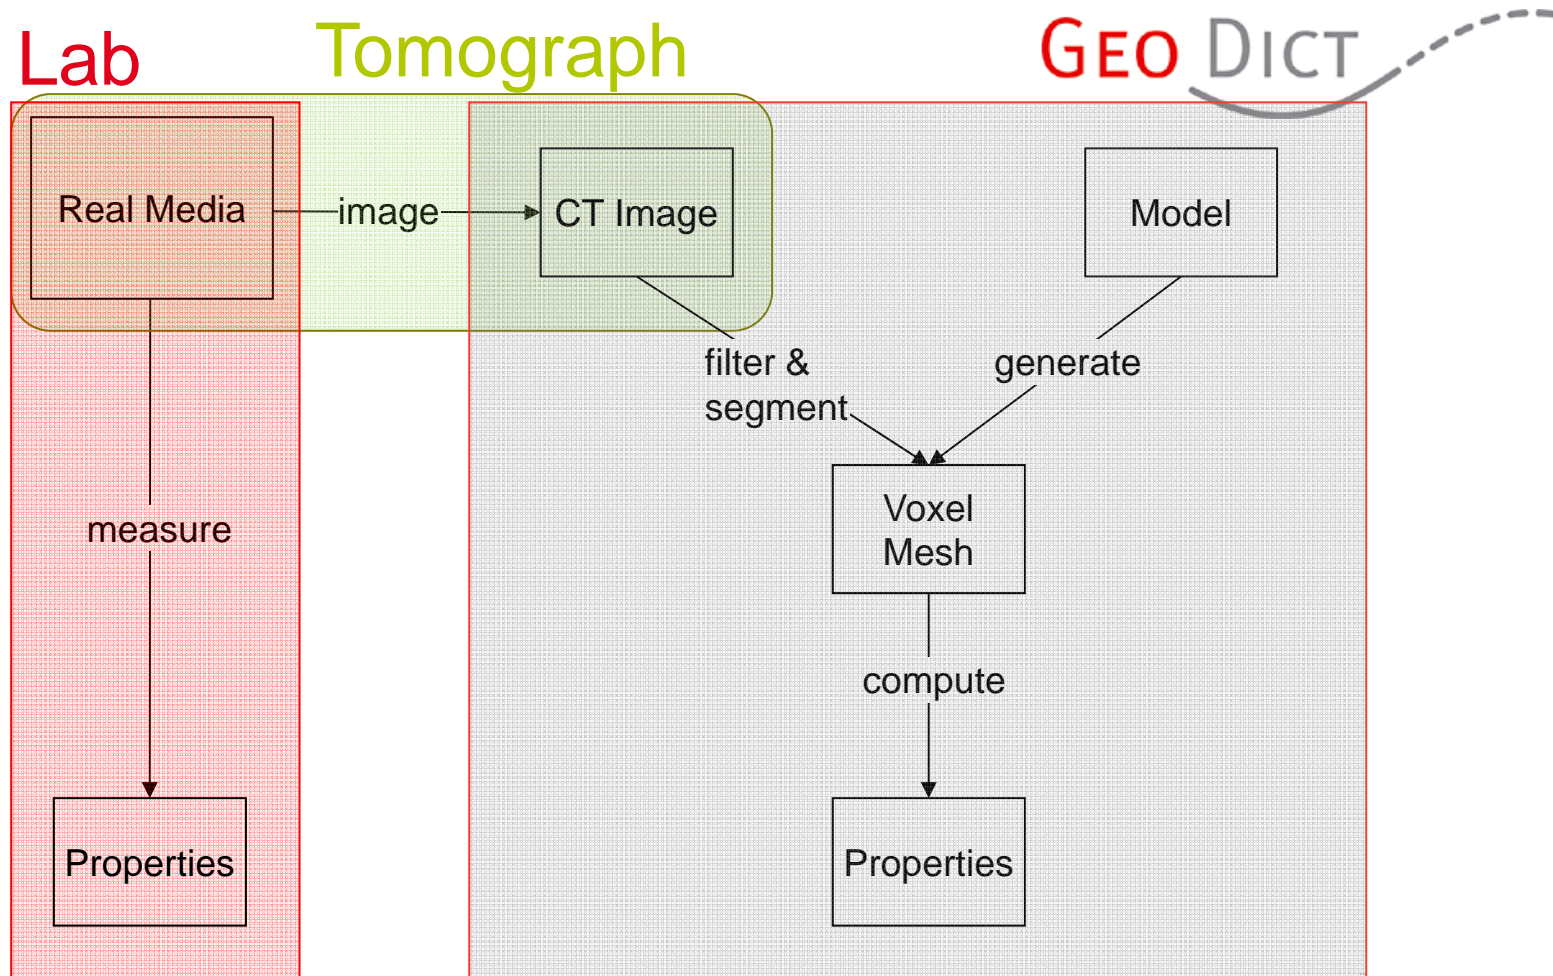 Lab
Tomograph
GEO DICT
Real Media
image
CT Image
Model
filter &
segment
generate
Voxel
Mesh
measure
compute
Properties
Properties